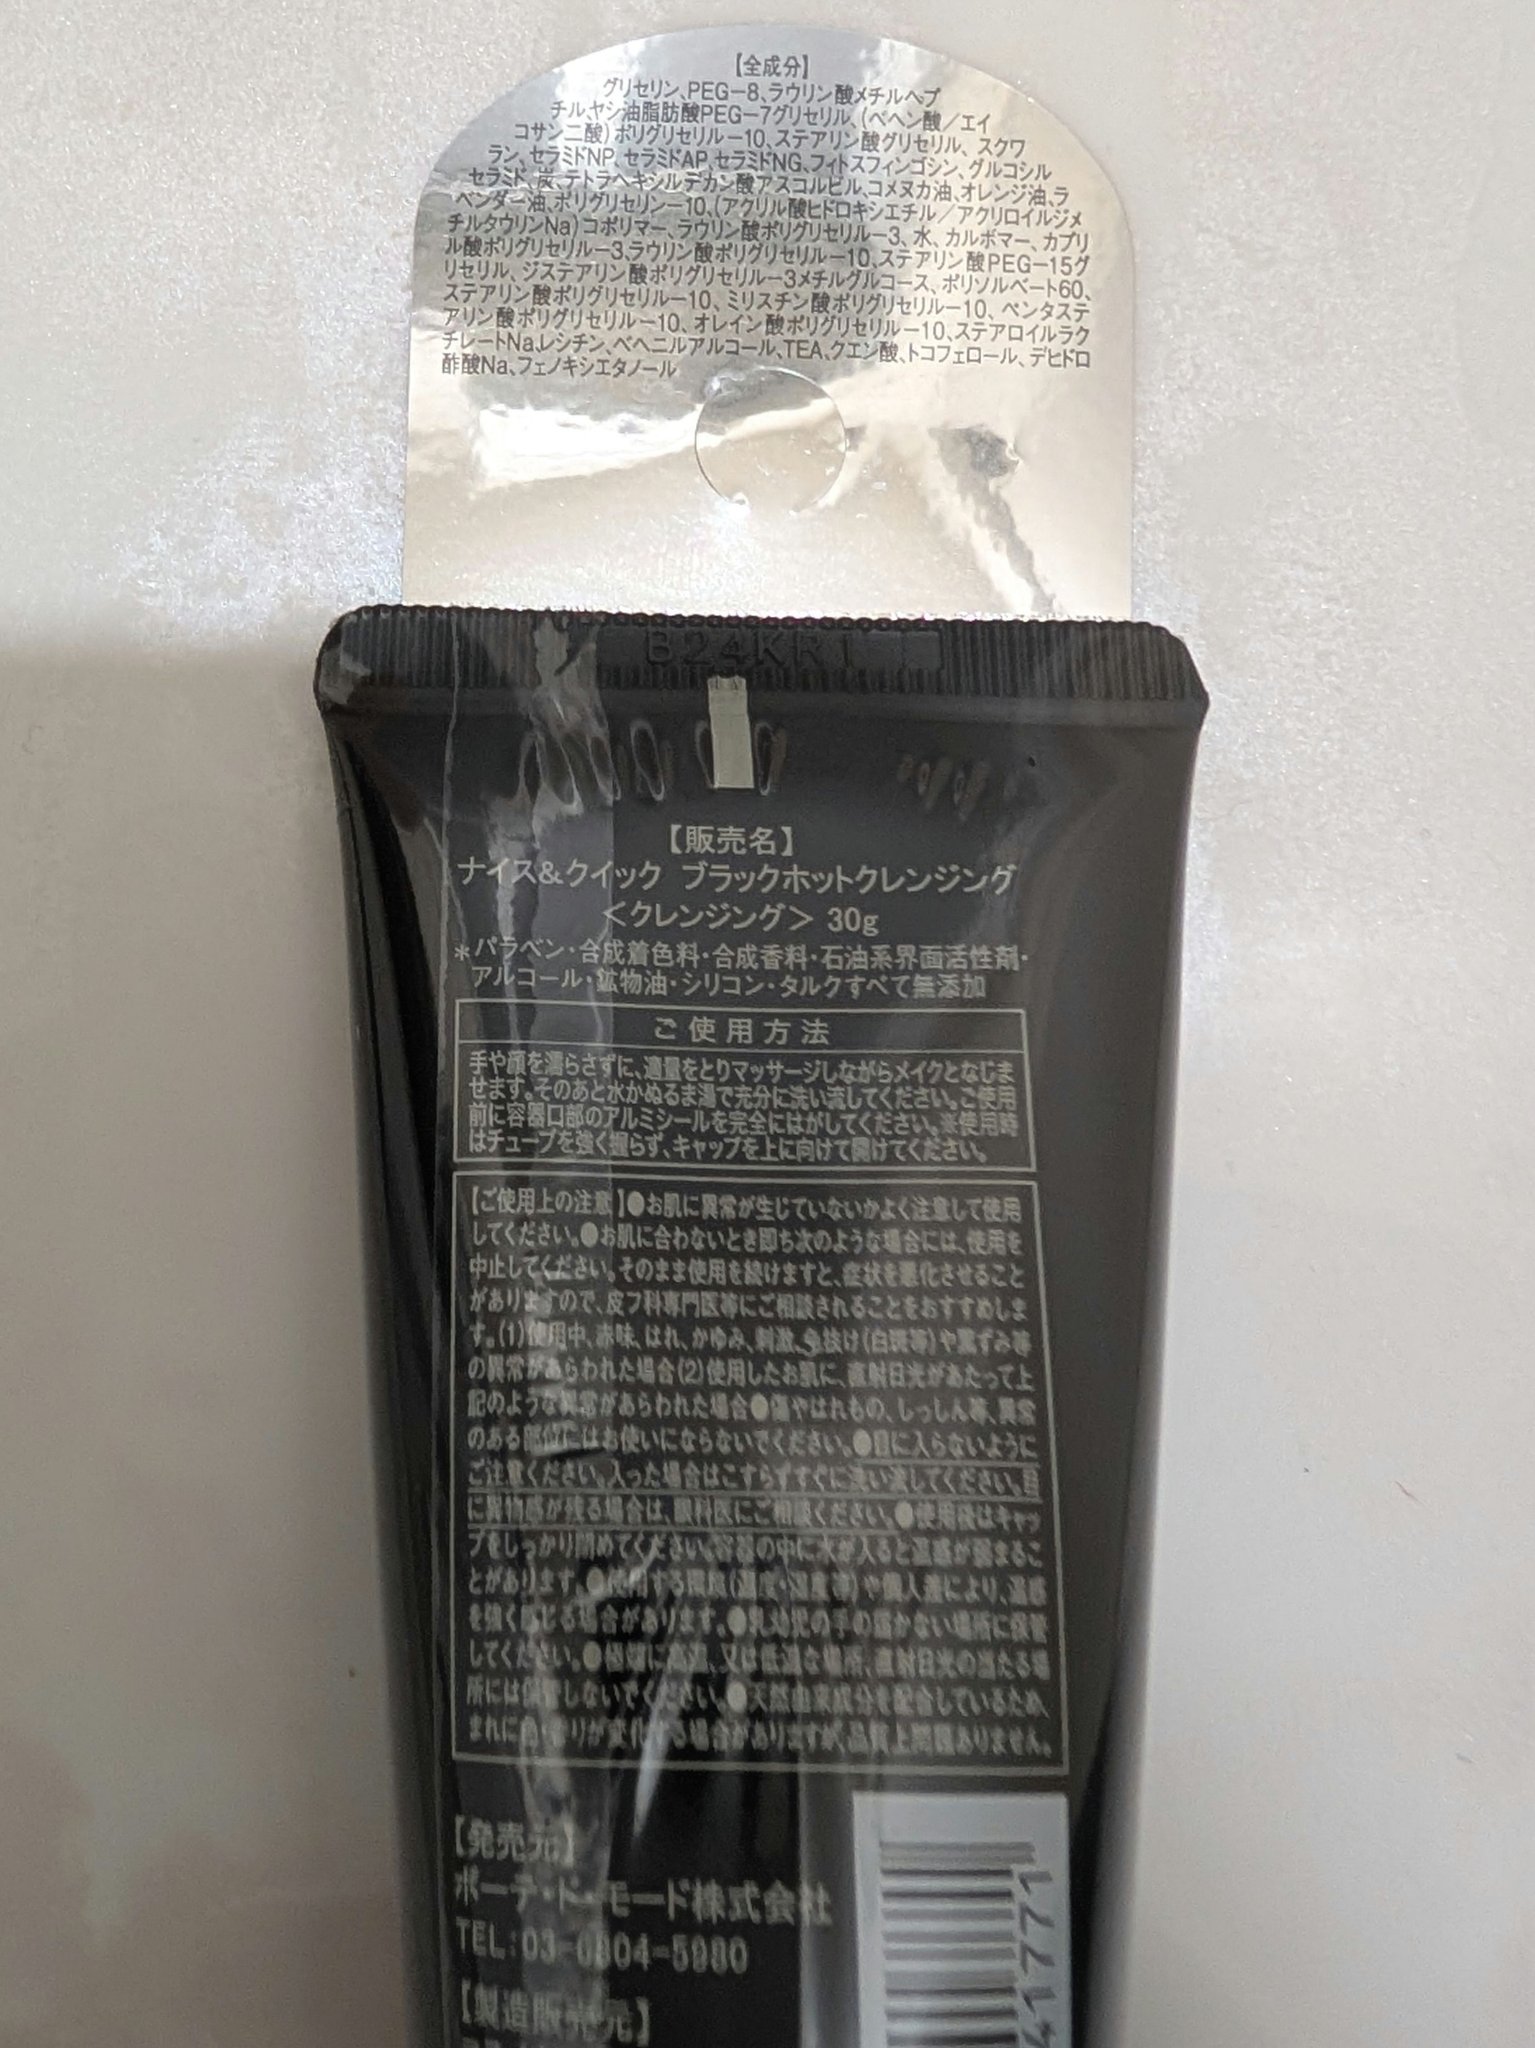 【全成分】
グリセリン、PEG－8、ラウリン酸メチルヘプ
チル、ヤシ油脂肪酸PEG－7グリセリル、(ベヘン酸／エイ
コサン二酸)ポリグリセリル－10、ステアリン酸グリセリル、スクワ
ラン、セラミドNP、セラミドAP、セラミドNG、フィトスフィンゴシン、グルコシル
セラミド、炭、テトラヘキシルデカン酸アスコルビル、コメヌカ油、オレンジ油、ラ
ベンダー油、ポリグリセリン－10、(アクリル酸ヒドロキシエチル／アクリロイルジメ
チルタウリンNa)コポリマー、ラウリン酸ポリグリセリル－3、水、カルボマー、カプリ
ル酸ポリグリセリル－3、ラウリン酸ポリグリセリル－10、ステアリン酸PEG－15グ
リセリル、ジステアリン酸ポリグリセリル－3メチルグルコース、ポリソルベート60、
ステアリン酸ポリグリセリル－10、ミリスチン酸ポリグリセリル－10、ペンタステ
アリン酸ポリグリセリル－10、オレイン酸ポリグリセリル－10、ステアロイルラク
チレートNa、レシチン、ベヘニルアルコール、TEA、クエン酸、トコフェロール、デヒドロ
酢酸Na、フェノキシエタノール
B24KR1
【販売名】
ナイス&クイック ブラックホットクレンジング
＜クレンジング＞ 30g
＊パラベン・合成着色料・合成香料・石油系界面活性剤・
アルコール・鉱物油・シリコン・タルクすべて無添加
ご使用方法
手や顔を濡らさずに、適量をとりマッサージしながらメイクとなじま
せます。そのあと水かぬるま湯で充分に洗い流してください。ご使用
前に容器口部のアルミシールを完全にはがしてください。※使用時
はチューブを強く握らず、キャップを上に向けて開けてください。
【ご使用上の注意】●お肌に異常が生じていないかよく注意して使用
してください。●お肌に合わないとき即ち次のような場合には、使用を
中止してください。そのまま使用を続けますと、症状を悪化させること
がありますので、皮フ科専門医等にご相談されることをおすすめしま
す。(1)使用中、赤味、はれ、かゆみ、刺激、色抜け(白斑等)や黒ずみ等
の異常があらわれた場合(2)使用したお肌に、直射日光があたって上
記のような異常があらわれた場合●傷やはれもの、しっしん等、異常
のある部位にはお使いにならないでください。●目に入らないように
ご注意ください。入った場合はこすらずすぐに洗い流してください。目
に異物感が残る場合は、眼科医にご相談ください。●使用後はキャッ
プをしっかり閉めてください。容器の中に水が入ると温感が弱まるこ
とがあります。●使用する環境(温度・湿度等)や個人差により、温感
を強く感じる場合があります。●乳幼児の手の届かない場所に保管
してください。●極端に高温、又は低温な場所、直射日光の当たる場
所には保管しないでください。●天然由来成分を配合しているため、
まれに色・香りが変化する場合がありますが、品質上問題ありません。
【発売元】
ボーテ・ド・モード株式会社
TEL:03-6804-5980
【製造販売元】